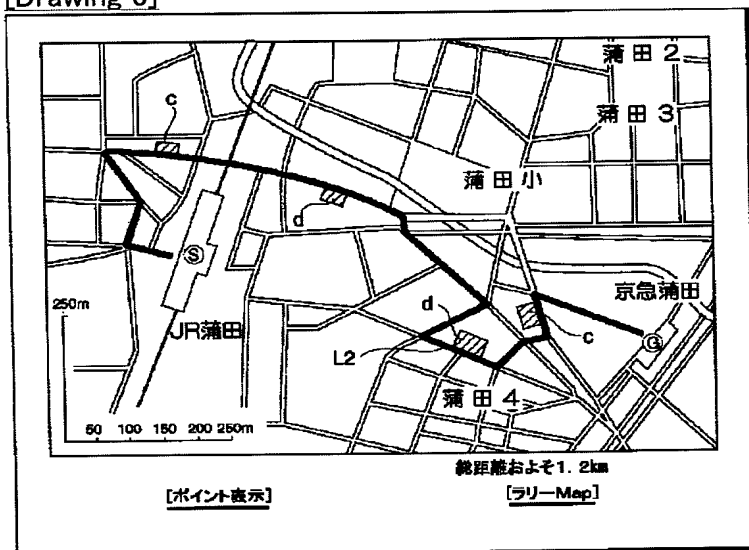 [Drawing 6]
蒲田2
c
蒲田3
蒲田小
d
S
京急蒲田
250m
JR蒲田
d
c
G
L2
蒲田4
50 100 150 200 250m
総距離およそ1.2km
[ポイント表示]
[ラリーMap]